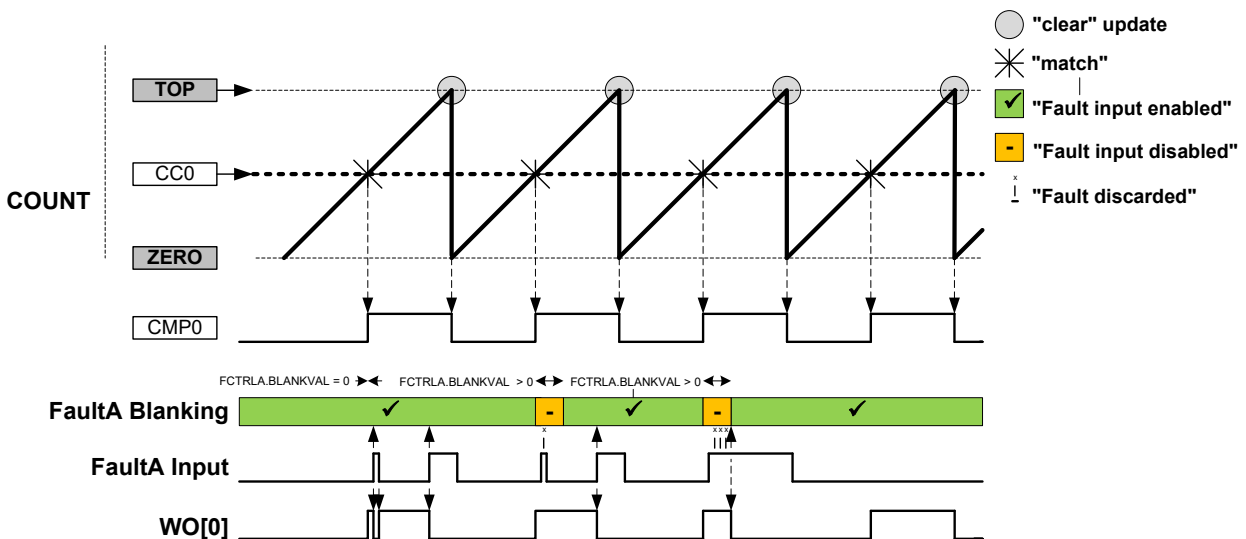 "clear" update
"match"
TOP
"Fault input enabled"
"Fault input disabled"
-
CC0
x
"Fault discarded"
COUNT
ZERO
CMP0
FCTRLA.BLANKVAL = 0 FCTRLA.BLANKVAL > 0 FCTRLA.BLANKVAL > 0
FaultA Blanking
- -
x x x x
FaultA Input
WO[0]